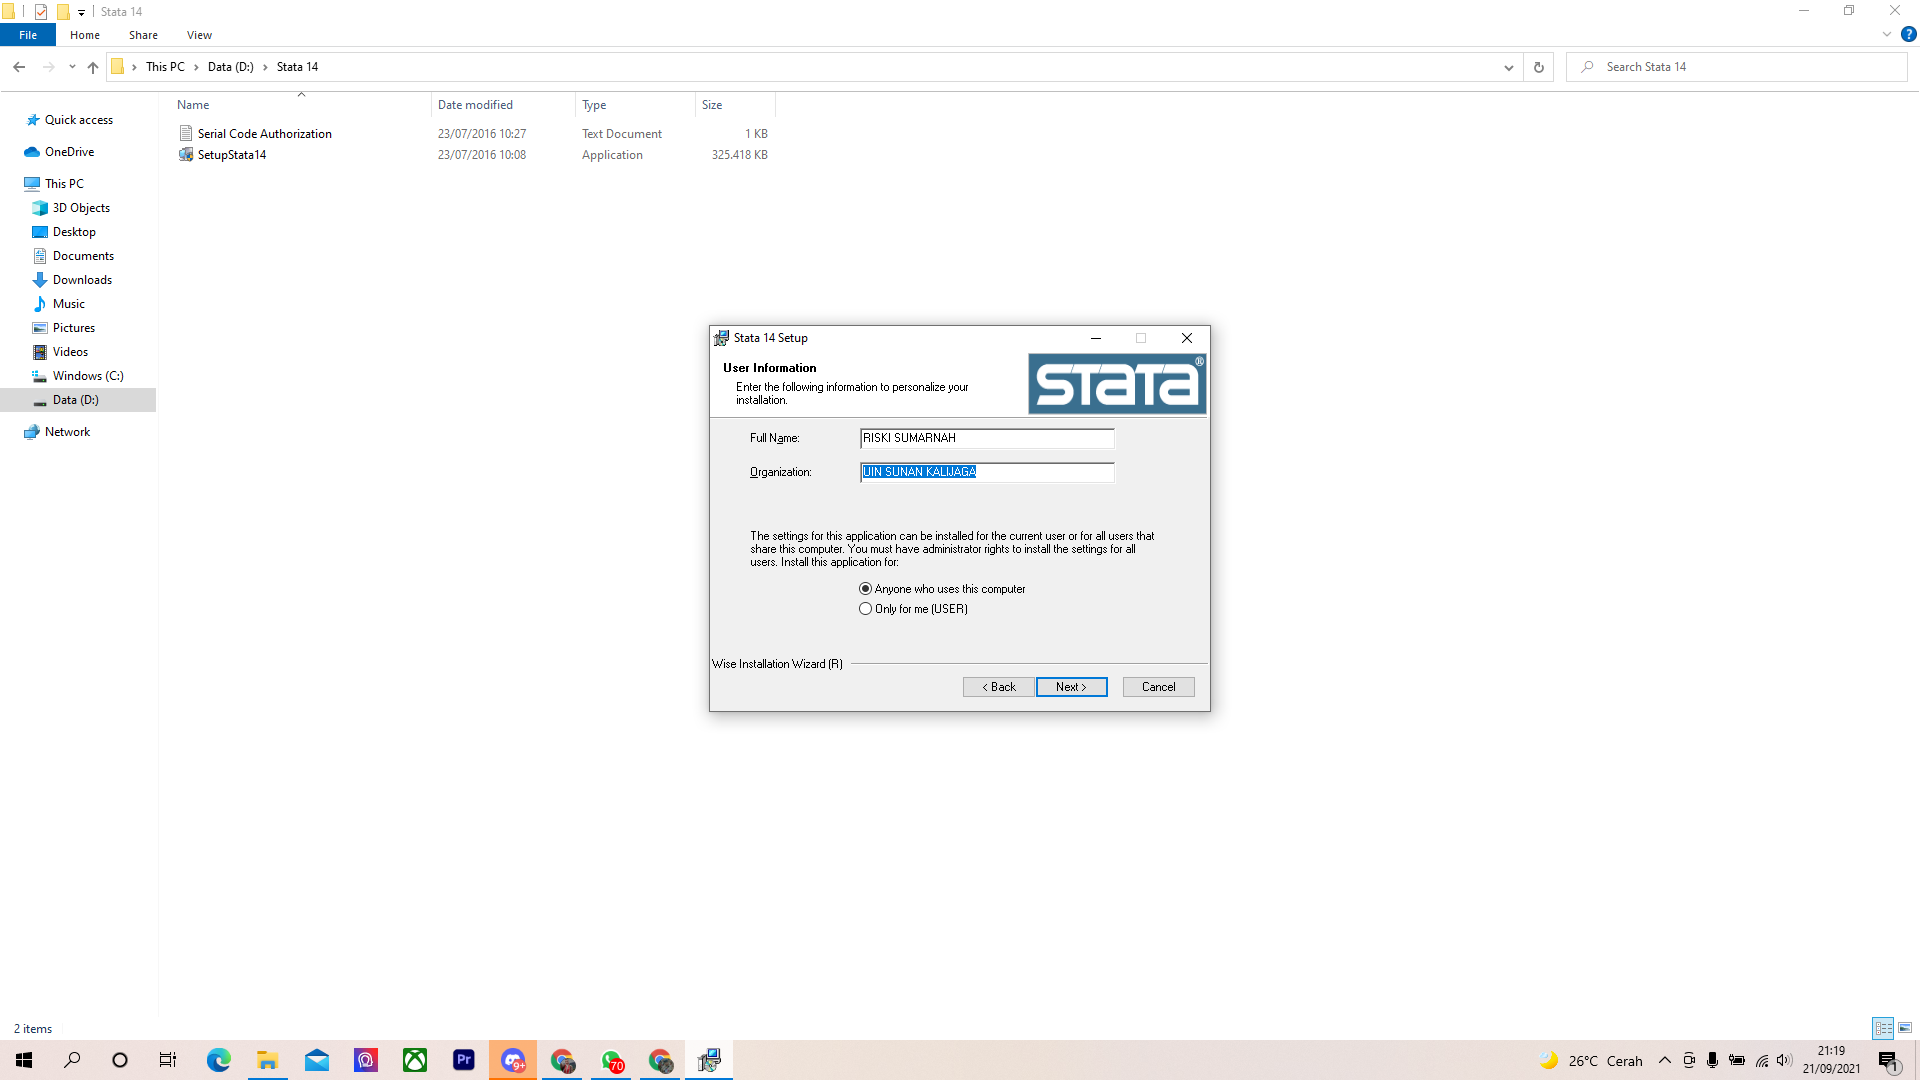 Stata 14
File Home Share View
This PC > Data (D:) > Stata 14
Search Stata 14
Name Date modified Type Size
Serial Code Authorization 23/07/2016 10:27 Text Document 1 KB
SetupStata14 23/07/2016 10:08 Application 325.418 KB
Quick access
OneDrive
This PC
3D Objects
Desktop
Documents
Downloads
Music
Pictures
Videos
Windows (C:)
Data (D:)
Network
Stata 14 Setup
User Information
Enter the following information to personalize your
installation.
STATA®
Full Name: RISKI SUMARNAH
Organization: UIN SUNAN KALIJAGA
The settings for this application can be installed for the current user or for all users that
share this computer. You must have administrator rights to install the settings for all
users. Install this application for:
Anyone who uses this computer
Only for me (USER)
Wise Installation Wizard (R)
< Back Next > Cancel
2 items
Pr
9+
70
26°C Cerah
21:19
21/09/2021
1